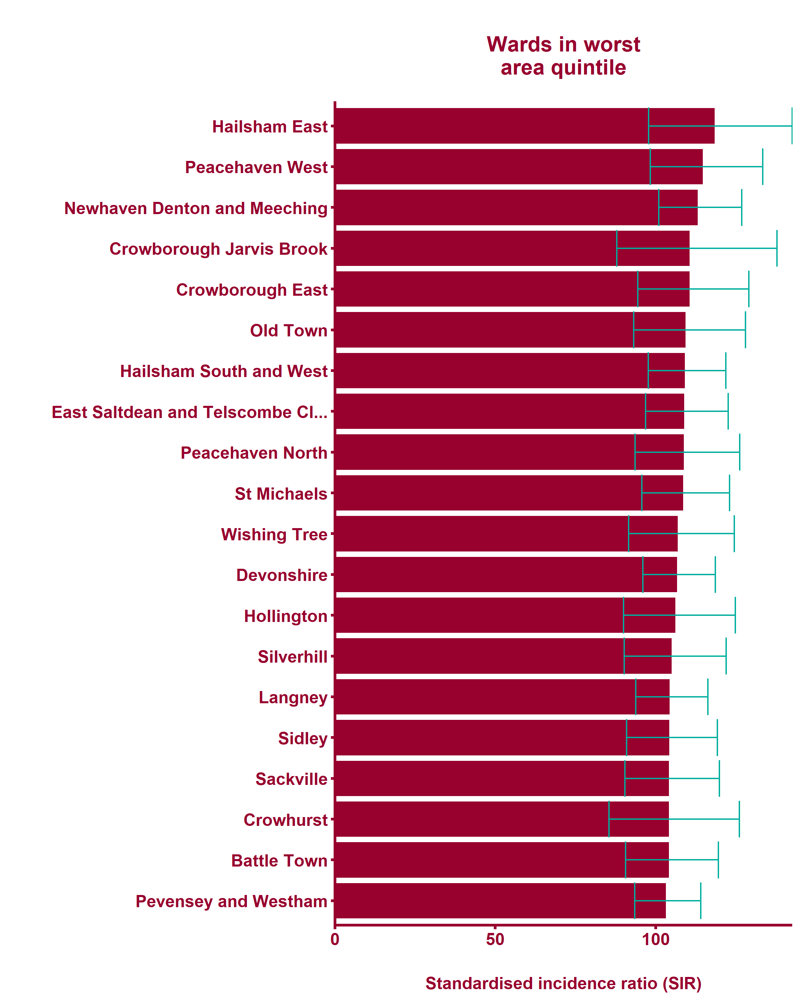 Wards in worst
area quintile
Hailsham East
Peacehaven West
Newhaven Denton and Meeching
Crowborough Jarvis Brook
Crowborough East
Old Town
Hailsham South and West
East Saltdean and Telscombe Cl...
Peacehaven North
St Michaels
Wishing Tree
Devonshire
Hollington
Silverhill
Langney
Sidley
Sackville
Crowhurst
Battle Town
Pevensey and Westham
0 50 100
Standardised incidence ratio (SIR)